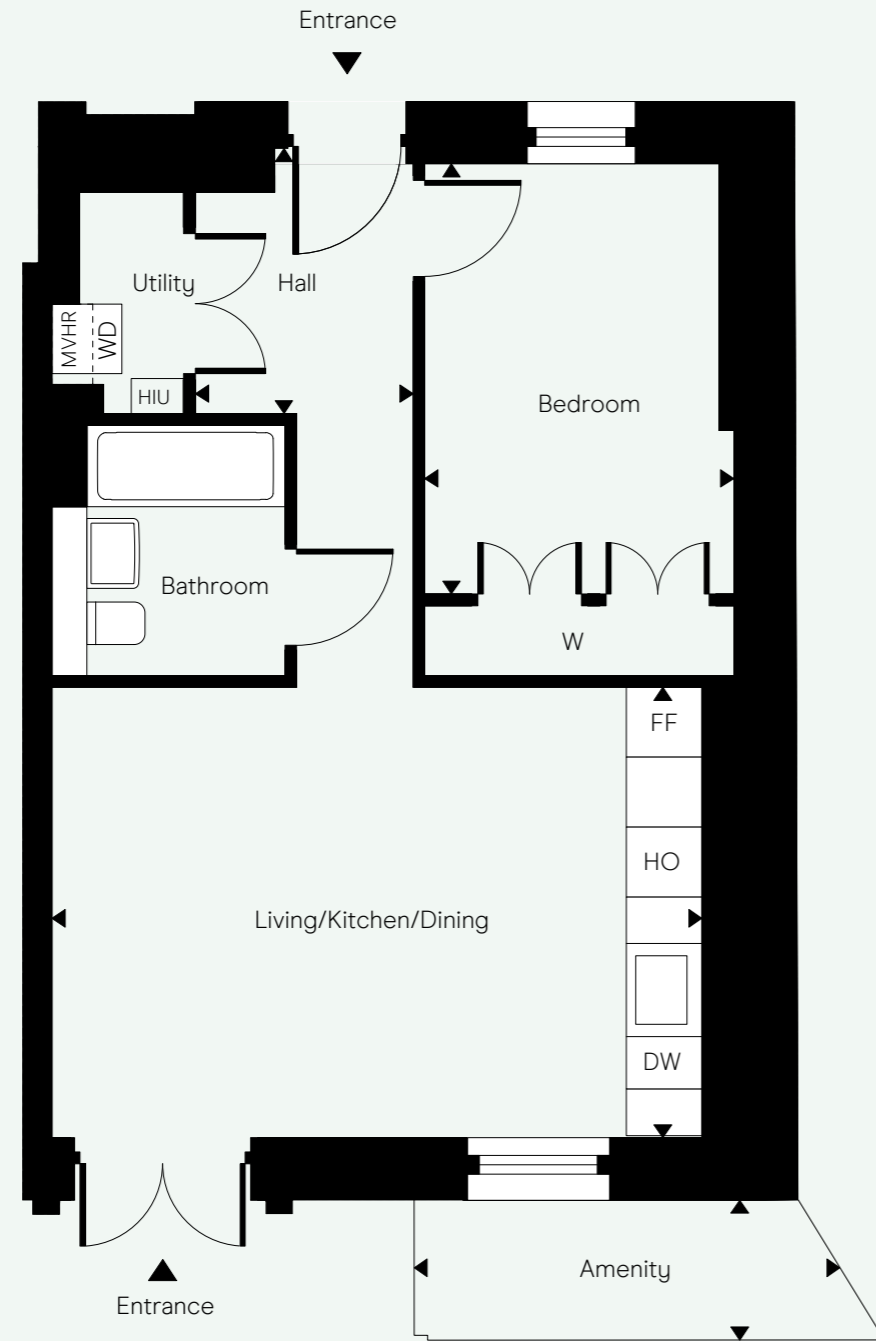 Entrance
Utility
Hall
MVHR
WD
HIU
Bedroom
Bathroom
W
FF
HO
Living/Kitchen/Dining
DW
Entrance
Amenity